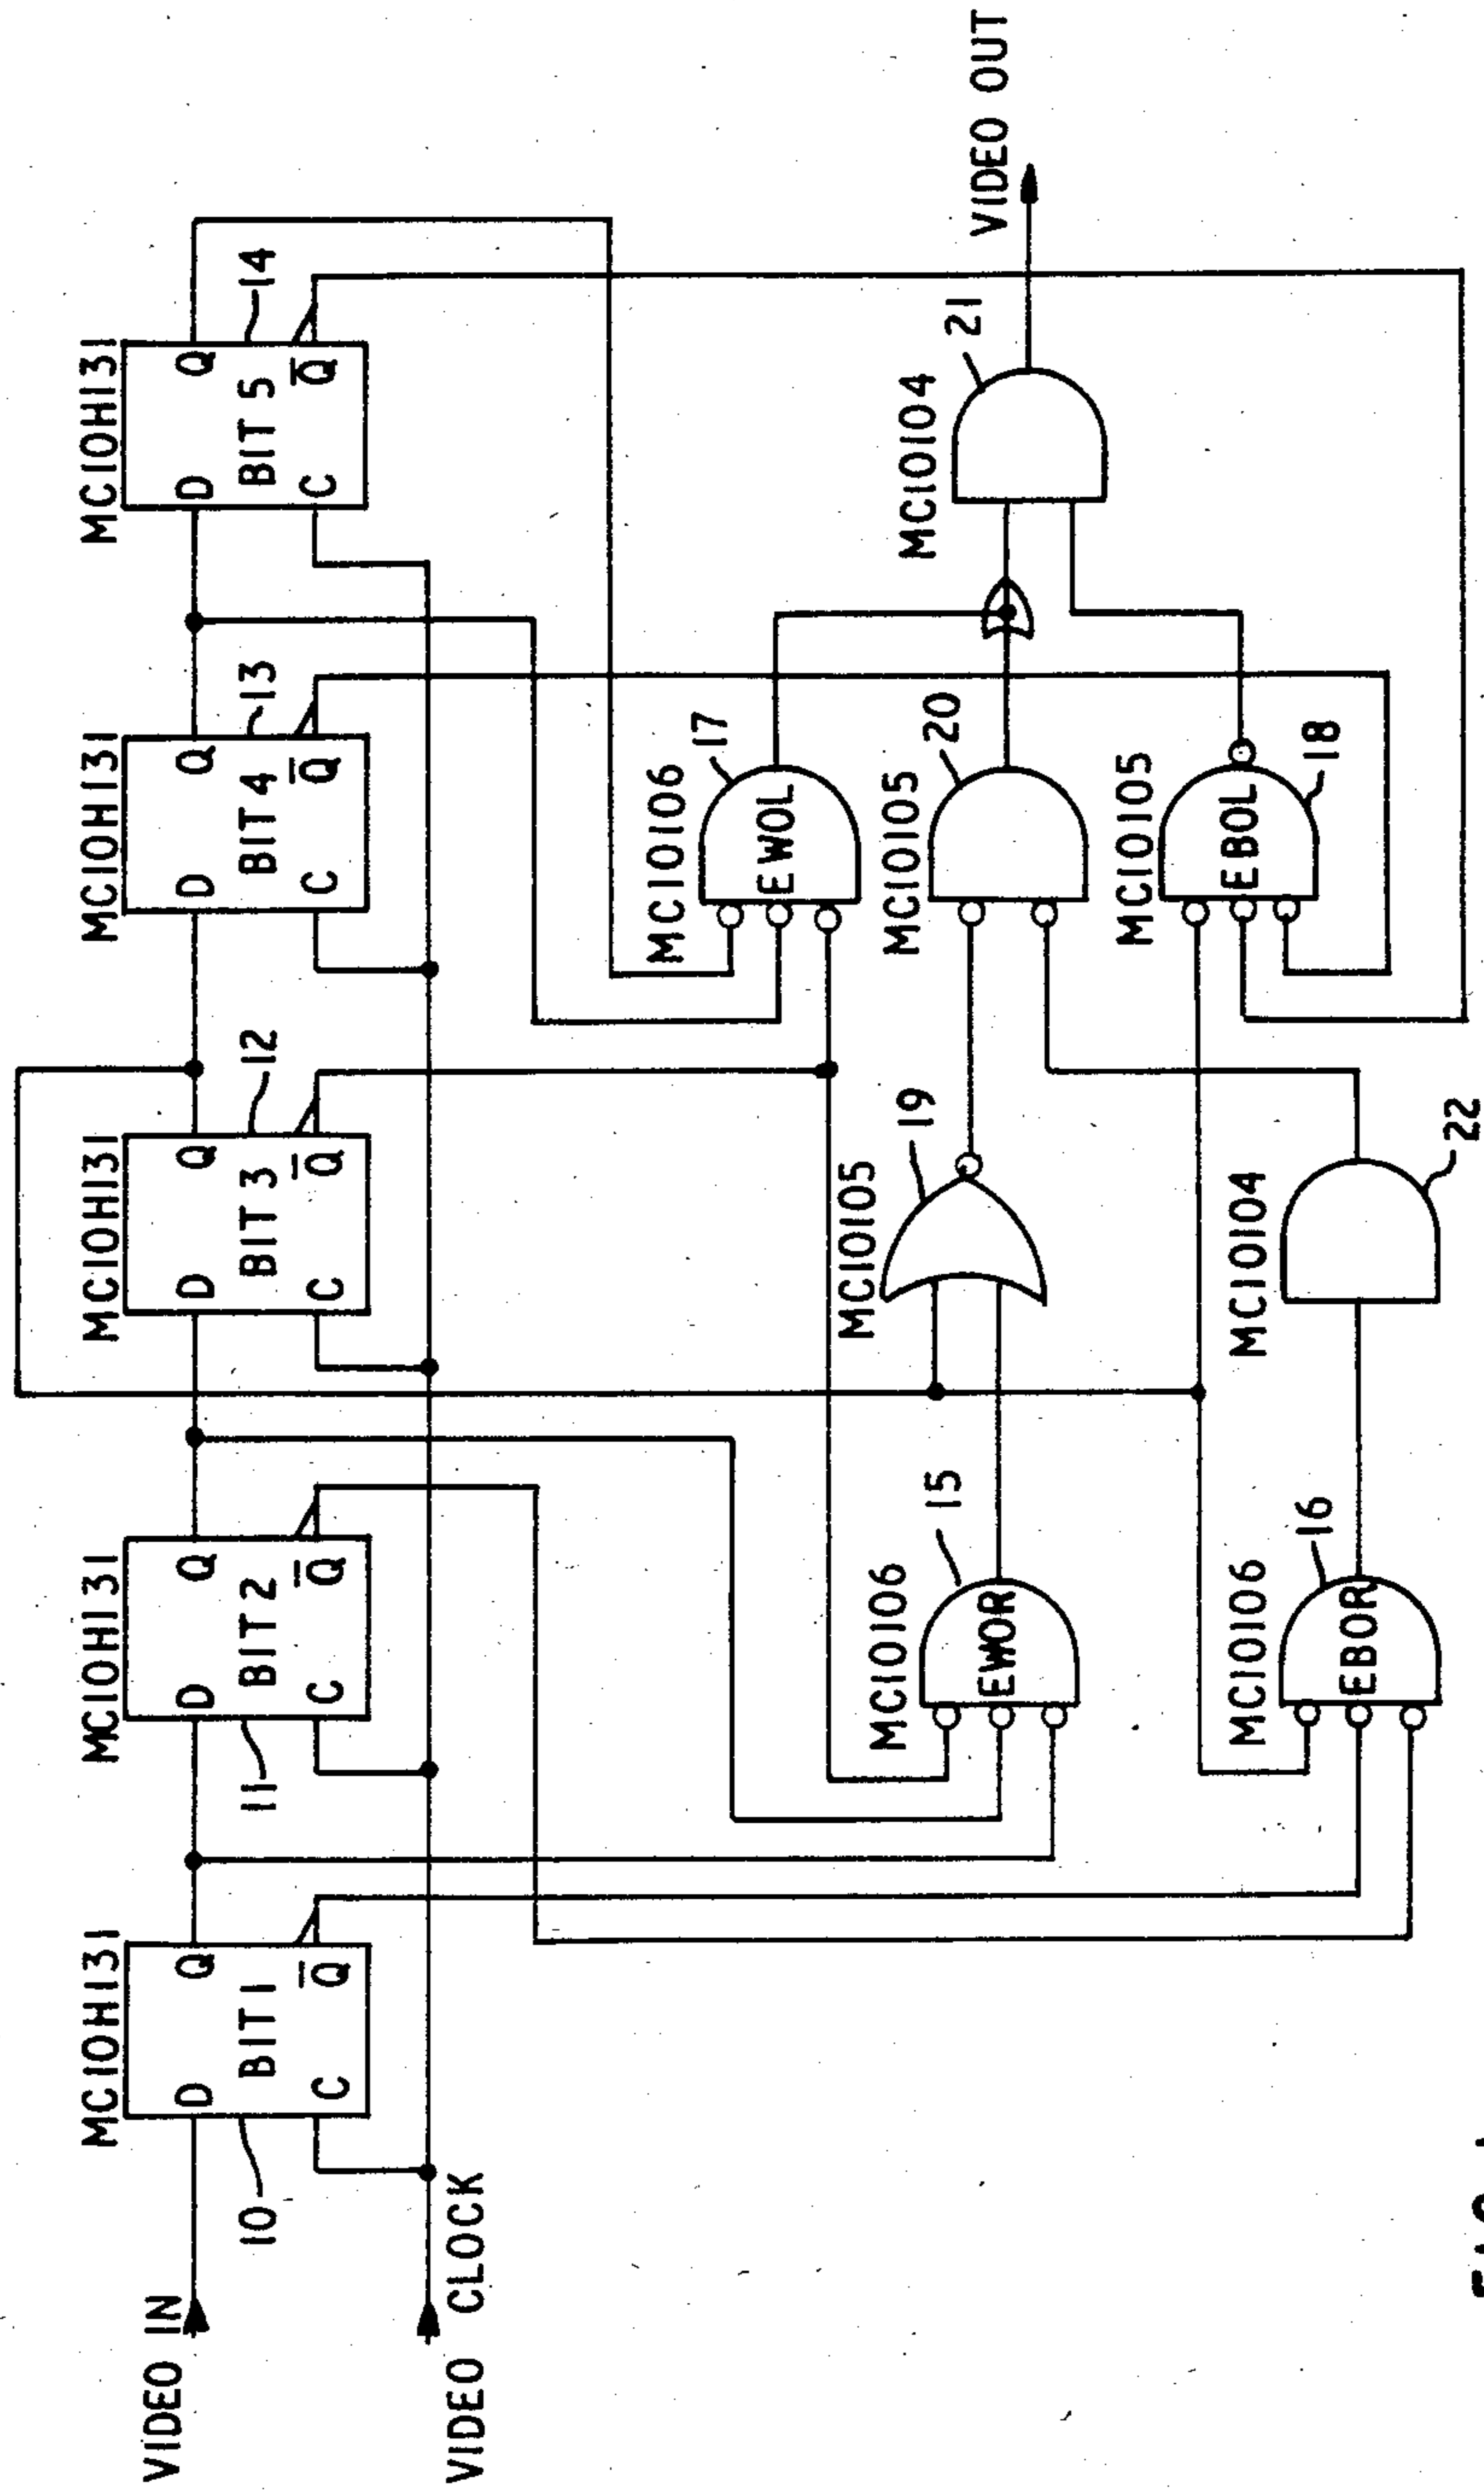 MC10H131
MC10H131
MC10H131
MC10H131
MC10H131
VIDEO IN
D
Q
D
Q
D
Q
D
Q
D
Q
10
BIT 1
11
BIT 2
BIT 3
12
BIT 4
13
BIT 5
14
C
Q̅
C
Q̅
C
Q̅
C
Q̅
C
Q̅
VIDEO CLOCK
MC10106
17
EWOL
MC10106
15
EWOR
MC10105
19
MC10105
20
MC10104
21
VIDEO OUT
MC10106
16
EBOR
MC10104
22
MC10105
EBOL
18